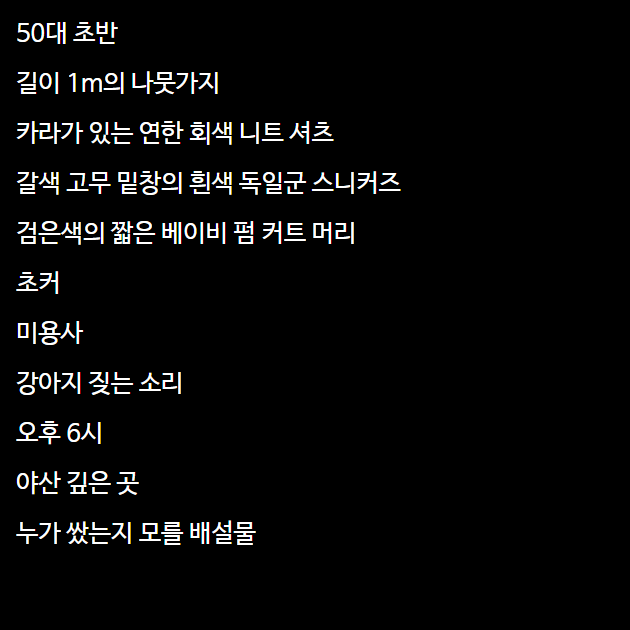 50대 초반
길이 1m의 나뭇가지
카라가 있는 연한 회색 니트 셔츠
갈색 고무 밑창의 흰색 독일군 스니커즈
검은색의 짧은 베이비 펌 커트 머리
초커
미용사
강아지 짖는 소리
오후 6시
야산 깊은 곳
누가 쌌는지 모를 배설물